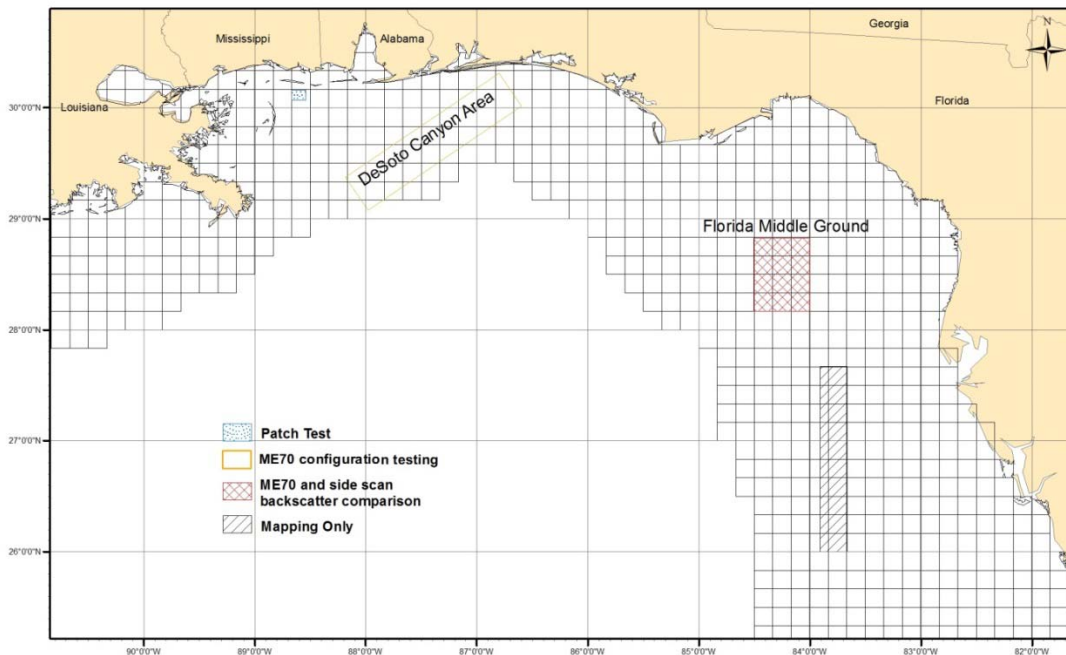 Georgia
Mississippi
Alabama
N
30°0'0"N
Louisiana
Florida
DeSoto Canyon Area
29°0'0"N
Florida Middle Ground
28°0'0"N
27°0'0"N
26°0'0"N
Patch Test
ME70 configuration testing
ME70 and side scan
backscatter comparison
Mapping Only
90°0'0"W
89°0'0"W
88°0'0"W
87°0'0"W
86°0'0"W
85°0'0"W
84°0'0"W
83°0'0"W
82°0'0"W